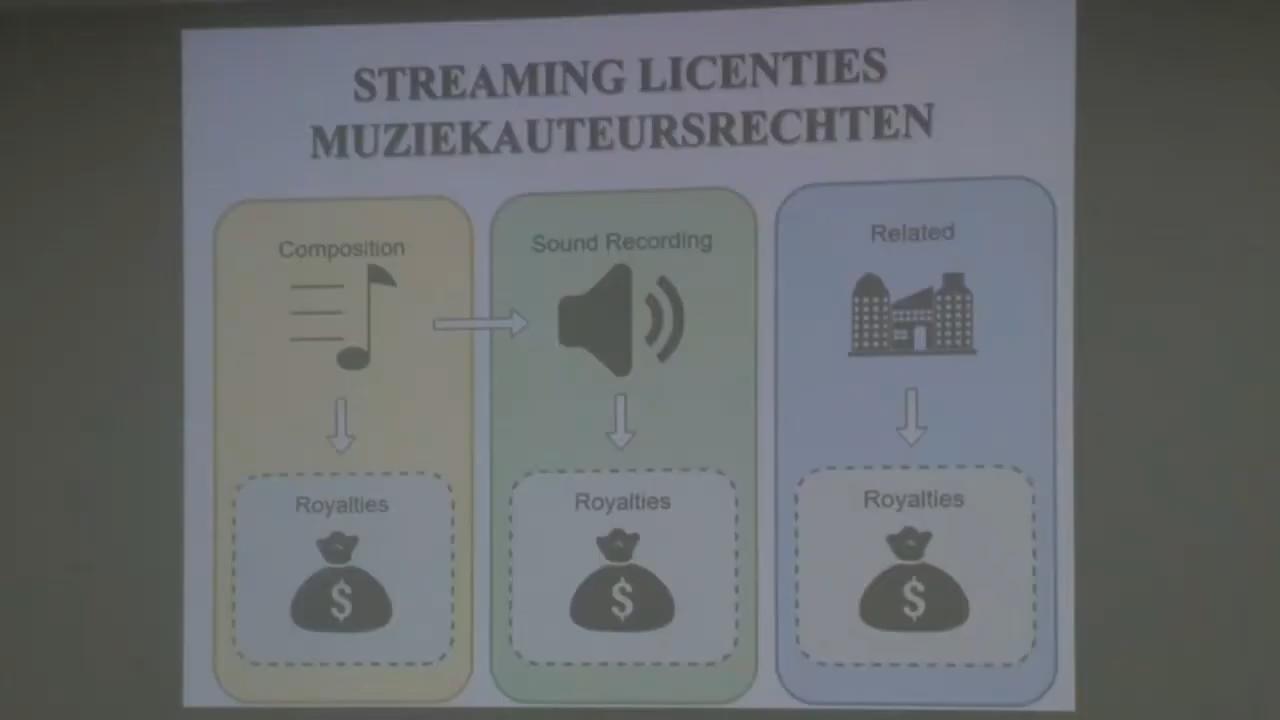 STREAMING LICENTIES
MUZIEKAUTEURSRECHTEN
Composition
Sound Recording
Related
Royalties
$
Royalties
$
Royalties
$